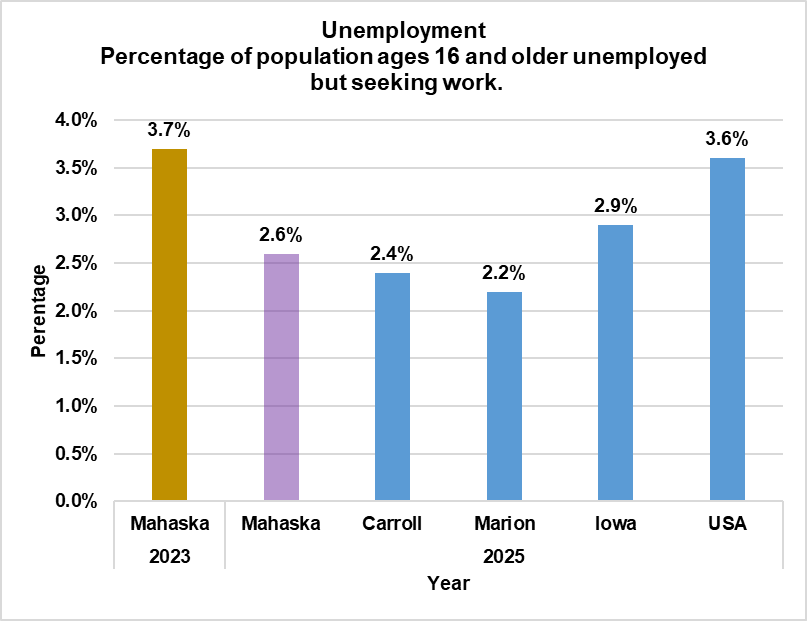 Unemployment
Percentage of population ages 16 and older unemployed
but seeking work.
Perentage
4.0%
3.5%
3.0%
2.5%
2.0%
1.5%
1.0%
0.5%
0.0%
3.7%
2.6%
2.4%
2.2%
2.9%
3.6%
Mahaska Mahaska Carroll Marion Iowa USA
2023 2025
Year